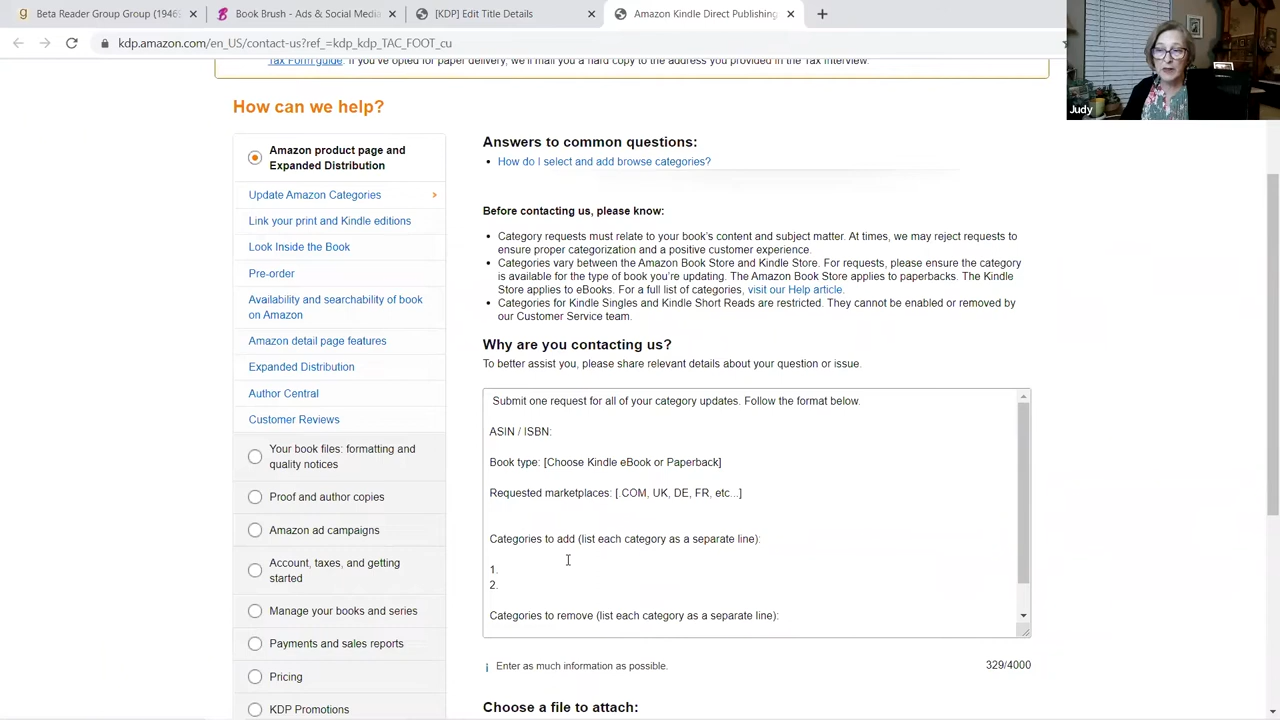 Beta Reader Group Group (1946
Book Brush - Ads & Social Media
[KDP] Edit Title Details
Amazon Kindle Direct Publishing
kdp.amazon.com/en_US/contact-us?ref_=kdp_kdp_TAC_FOOT_cu
Judy
Tax Form guide. If you've opted for paper delivery, we'll mail you a hard copy to the address you provided in the Tax Interview.
How can we help?
Amazon product page and
Expanded Distribution
Update Amazon Categories
Link your print and Kindle editions
Look Inside the Book
Pre-order
Availability and searchability of book
on Amazon
Amazon detail page features
Expanded Distribution
Author Central
Customer Reviews
Your book files: formatting and
quality notices
Proof and author copies
Amazon ad campaigns
Account, taxes, and getting
started
Manage your books and series
Payments and sales reports
Pricing
KDP Promotions
Answers to common questions:
• How do I select and add browse categories?
Before contacting us, please know:
• Category requests must relate to your book's content and subject matter. At times, we may reject requests to
ensure proper categorization and a positive customer experience.
• Categories vary between the Amazon Book Store and Kindle Store. For requests, please ensure the category
is available for the type of book you're updating. The Amazon Book Store applies to paperbacks. The Kindle
Store applies to eBooks. For a full list of categories, visit our Help article.
• Categories for Kindle Singles and Kindle Short Reads are restricted. They cannot be enabled or removed by
our Customer Service team.
Why are you contacting us?
To better assist you, please share relevant details about your question or issue.
Submit one request for all of your category updates. Follow the format below.
ASIN / ISBN:
Book type: [Choose Kindle eBook or Paperback]
Requested marketplaces: [.COM, UK, DE, FR, etc...]
Categories to add (list each category as a separate line):
1.
2.
Categories to remove (list each category as a separate line):
Enter as much information as possible.
329/4000
Choose a file to attach: